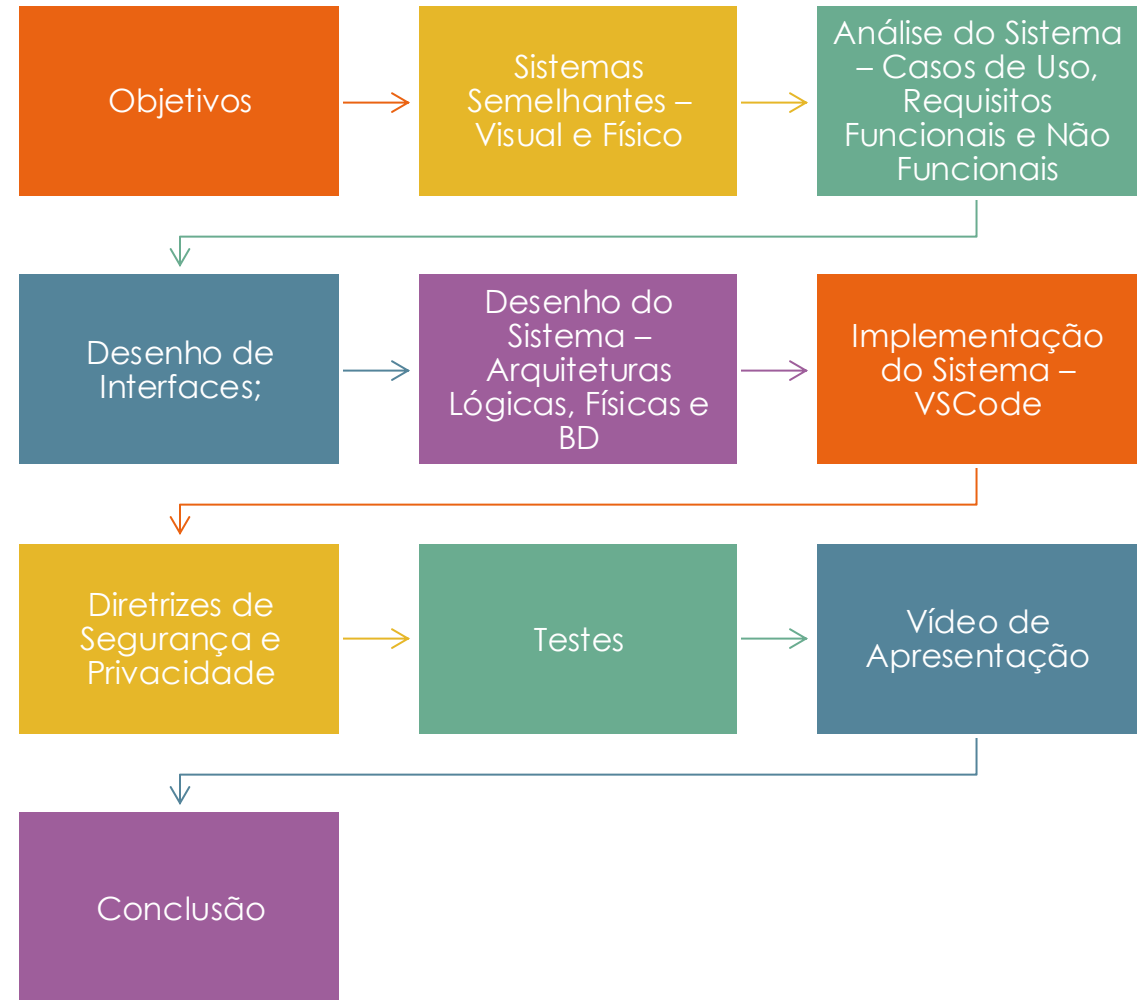 Objetivos
Sistemas
Semelhantes –
Visual e Físico
Análise do Sistema
– Casos de Uso,
Requisitos
Funcionais e Não
Funcionais
Desenho de
Interfaces;
Desenho do
Sistema –
Arquiteturas
Lógicas, Físicas e
BD
Implementação
do Sistema –
VSCode
Diretrizes de
Segurança e
Privacidade
Testes
Vídeo de
Apresentação
Conclusão